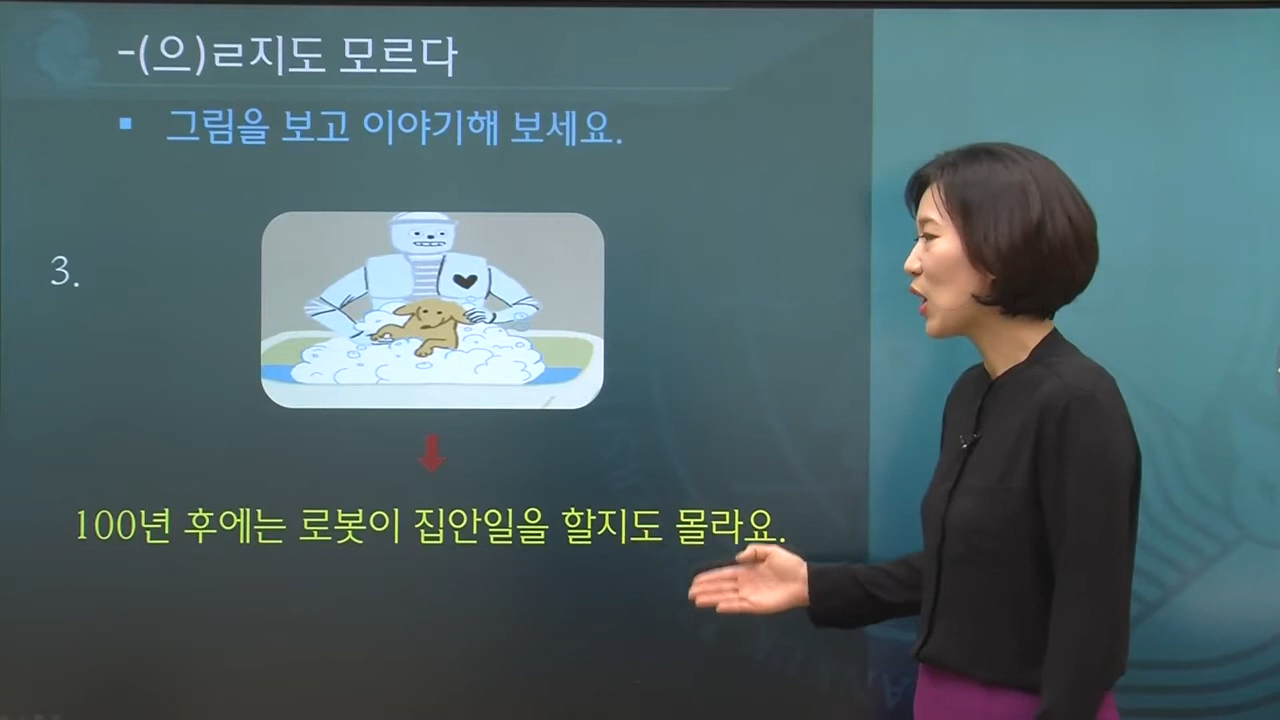 -(으)ㄹ지도 모르다
▪ 그림을 보고 이야기해 보세요.
3.
100년 후에는 로봇이 집안일을 할지도 몰라요.